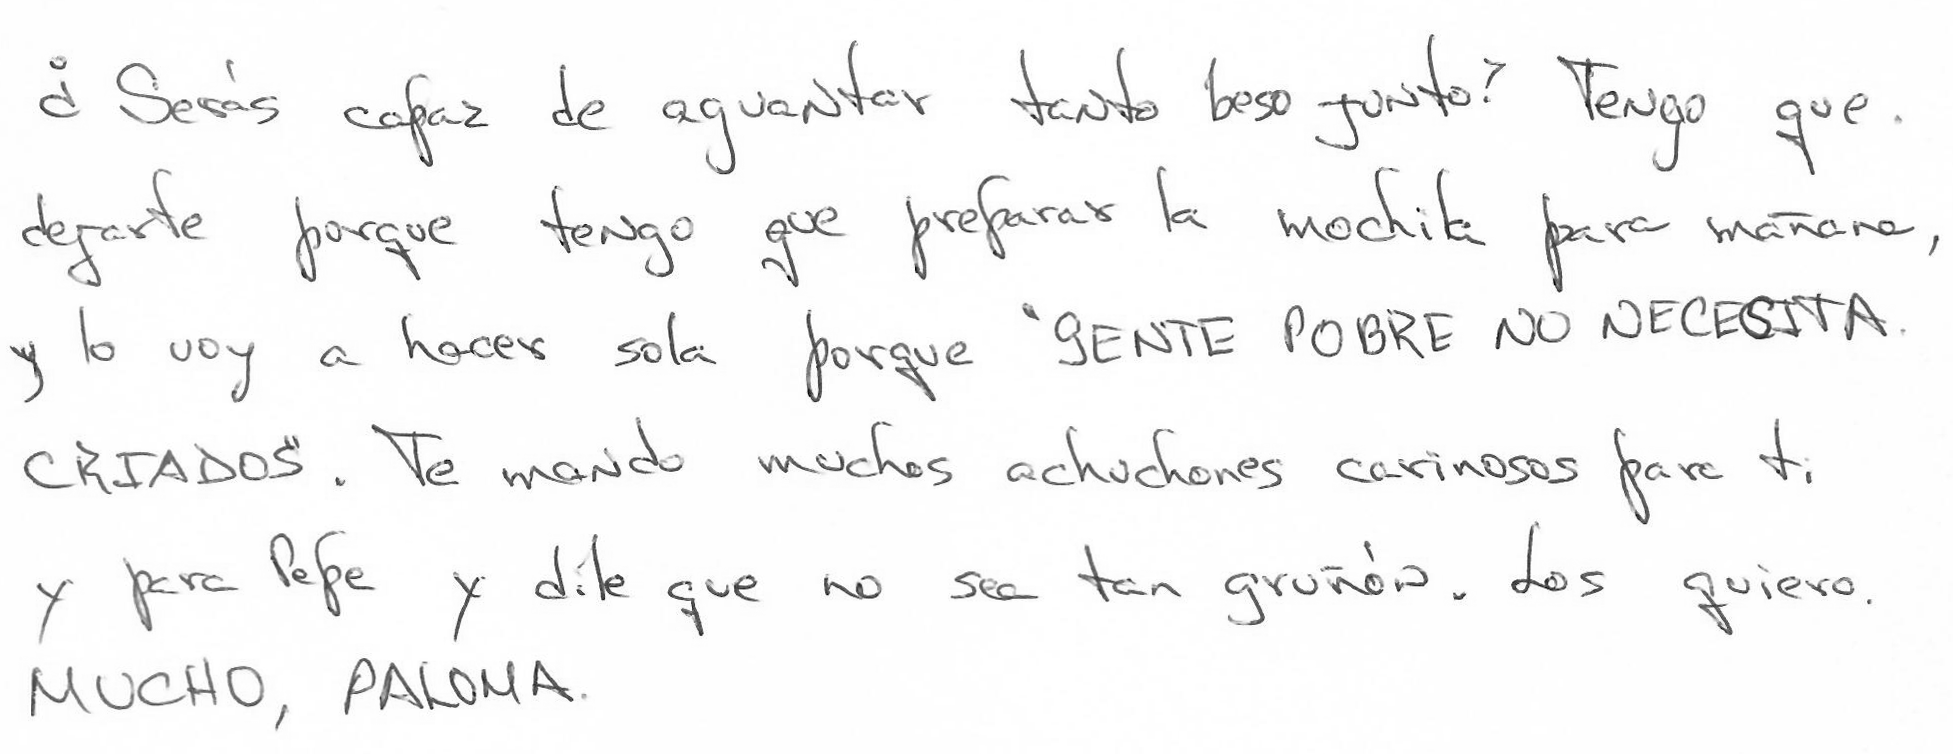 ¿Serás capaz de aguantar tanto beso junto? Tengo que.
dejarte porque tengo que preparar la mochila para mañana,
y lo voy a hacer sola porque "GENTE POBRE NO NECESITA.
CRIADOS". Te mando muchos achuchones carinosos para ti
y para Pepe y dile que no sea tan gruñón. Los quiero.
MUCHO, PALOMA.